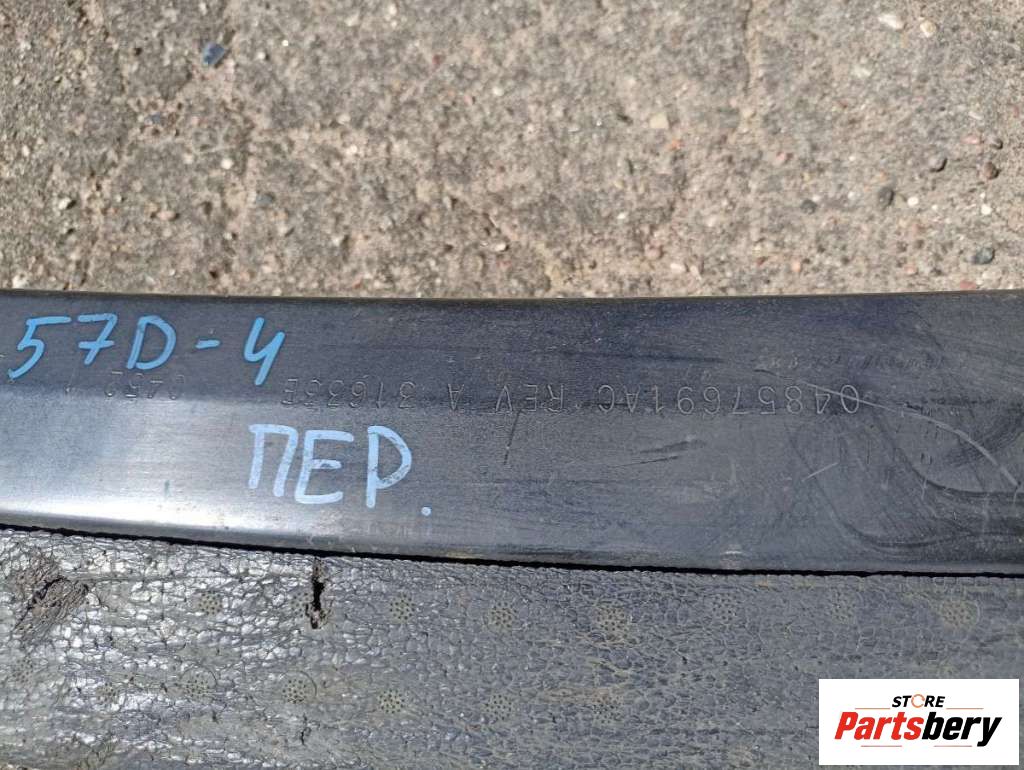 57D-4
04857691AC REV A 31633E
ПЕР.
STORE
Partsbery